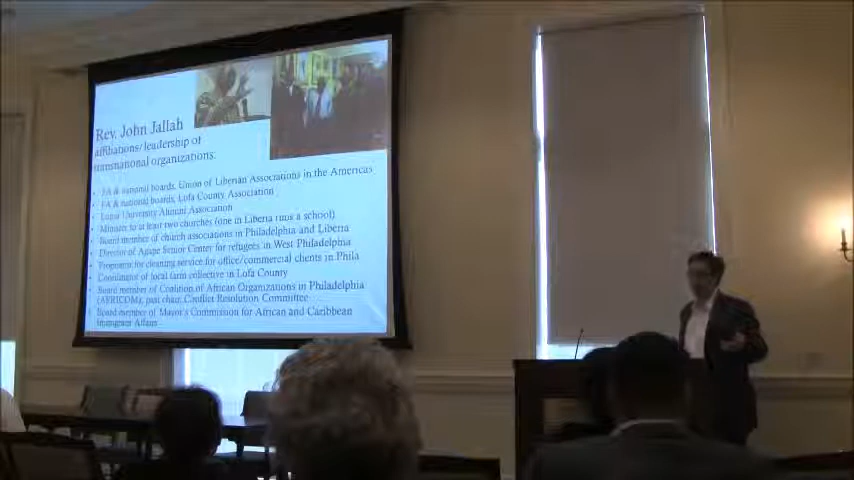 Rev. John Jallah
affiliations/leadership of
transnational organizations:
PA & national boards, Union of Liberian Associations in the Americas
PA & national boards, Lofa County Association
University Alumni Association
Minister to at least two churches (one in Liberia runs a school)
Board member of church associations in Philadelphia and Liberia
Director of Agape Senior Center for refugees in West Philadelphia
Proprietor for cleaning service for office/commercial clients in Phila
Coordinator of local farm collective in Lofa County
Board member of Coalition of African Organizations in Philadelphia
(AFRICOM), past chair, Conflict Resolution Committee
Board member of Mayor's Commission for African and Caribbean
Immigrant Affairs